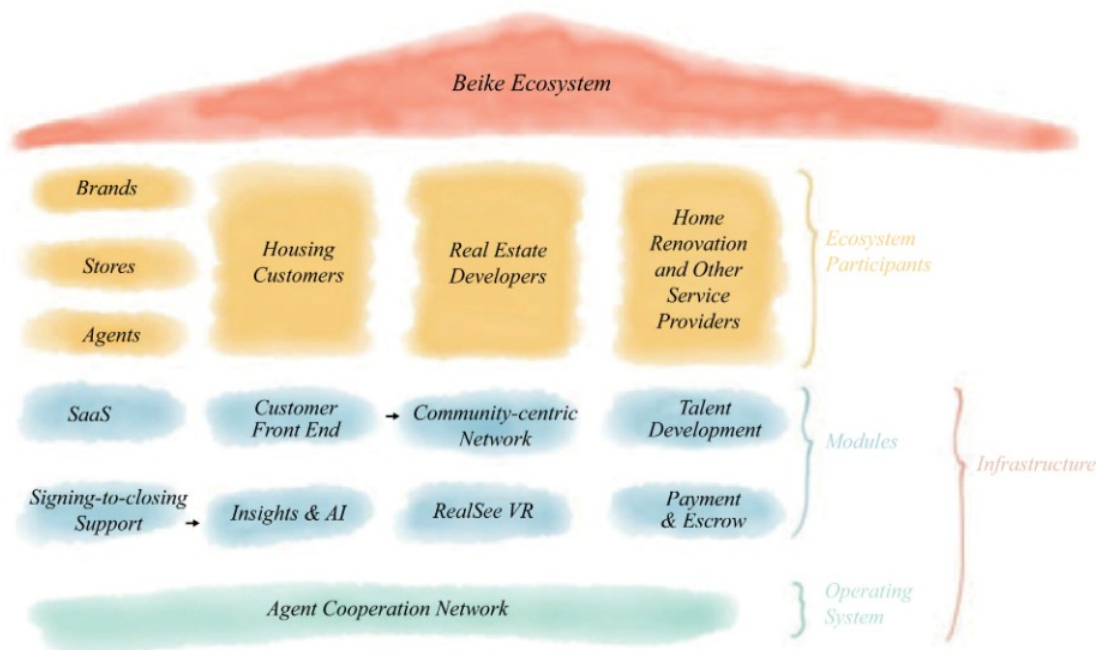 Beike Ecosystem
Brands
Stores
Agents
Housing
Customers
Real Estate
Developers
Home
Renovation
and Other
Service
Providers
Ecosystem
Participants
SaaS
Customer
Front End
Community-centric
Network
Talent
Development
Modules
Infrastructure
Signing-to-closing
Support
Insights & AI
RealSee VR
Payment
& Escrow
Agent Cooperation Network
Operating
System